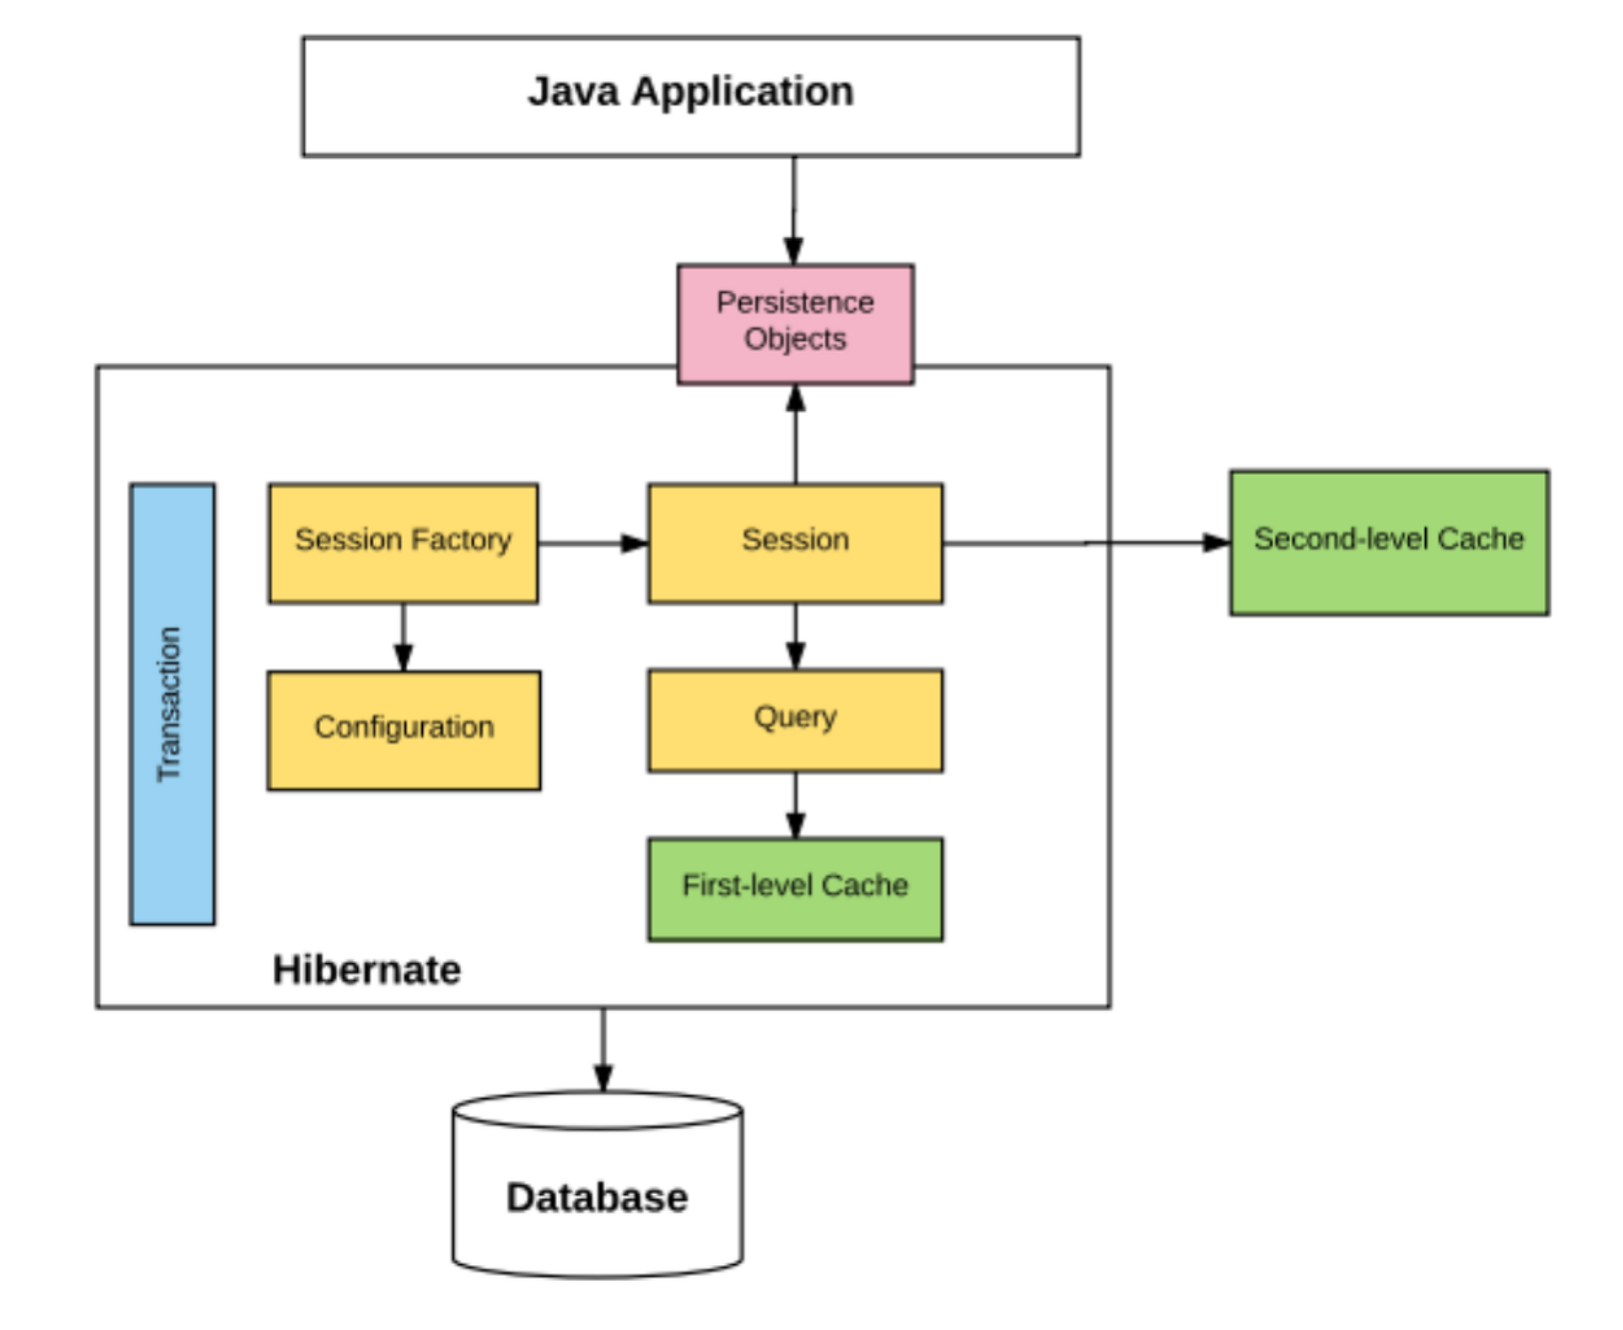 Java Application
Persistence
Objects
Session Factory
Session
Second-level Cache
Transaction
Configuration
Query
First-level Cache
Hibernate
Database